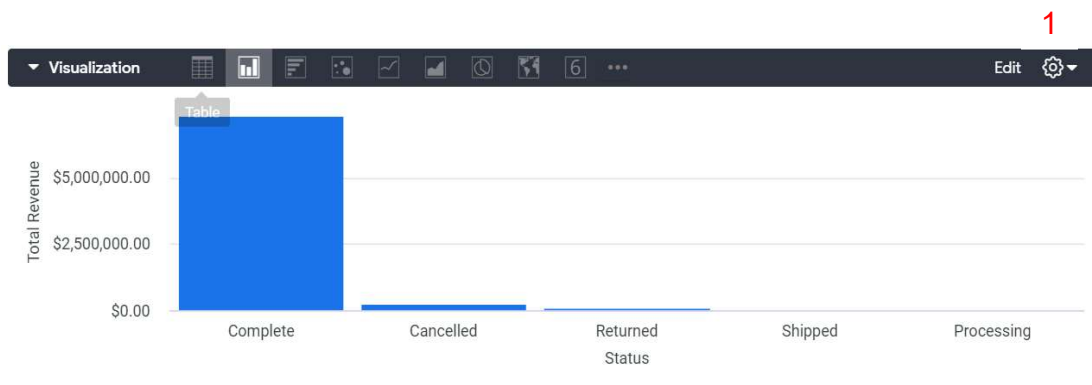 1
Visualization 6 ••• Edit
Table
Total Revenue
$5,000,000.00
$2,500,000.00
$0.00
Complete Cancelled Returned Shipped Processing
Status